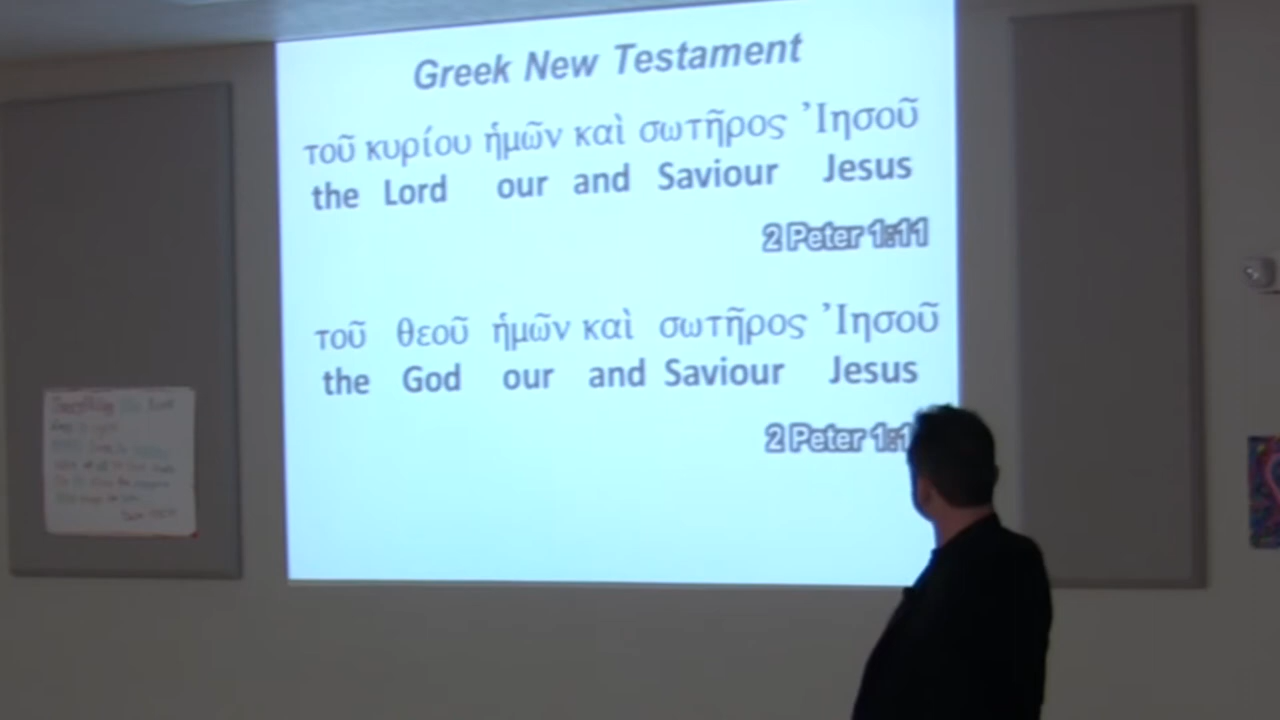 Greek New Testament
τοῦ κυρίου ἡμῶν καὶ σωτῆρος Ἰησοῦ
the Lord our and Saviour Jesus
2 Peter 1:11
τοῦ θεοῦ ἡμῶν καὶ σωτῆρος Ἰησοῦ
the God our and Saviour Jesus
2 Peter 1:1